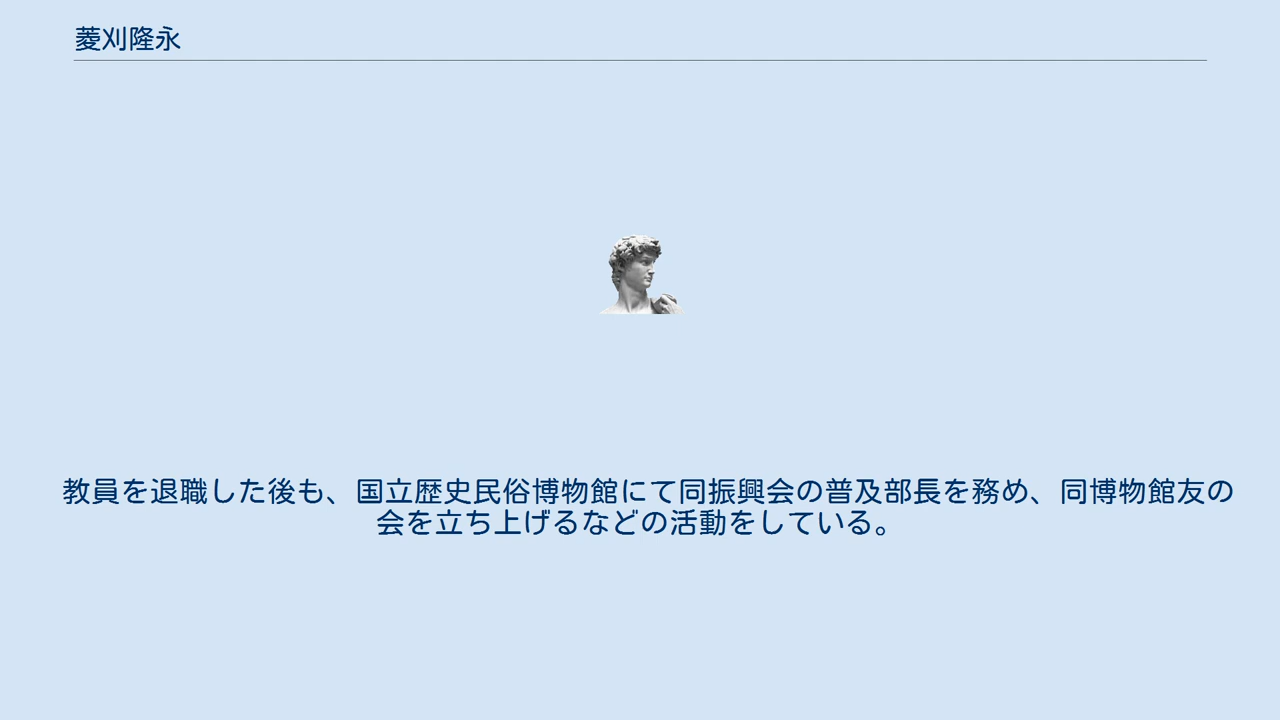 菱刈隆永
教員を退職した後も、国立歴史民俗博物館にて同振興会の普及部長を務め、同博物館友の
会を立ち上げるなどの活動をしている。